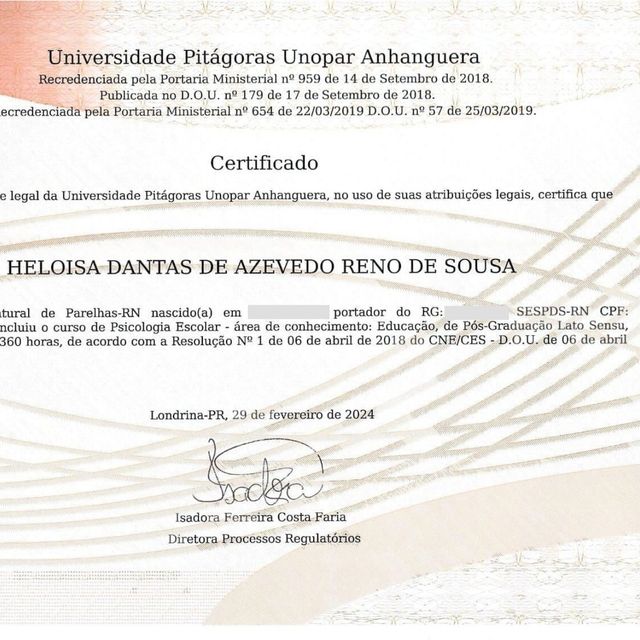 Universidade Pitágoras Unopar Anhanguera
Recredenciada pela Portaria Ministerial nº 959 de 14 de Setembro de 2018.
Publicada no D.O.U. nº 179 de 17 de Setembro de 2018.
ecredenciada pela Portaria Ministerial nº 654 de 22/03/2019 D.O.U. nº 57 de 25/03/2019.
Certificado
e legal da Universidade Pitágoras Unopar Anhanguera, no uso de suas atribuições legais, certifica que
HELOISA DANTAS DE AZEVEDO RENO DE SOUSA
tural de Parelhas-RN nascido(a) em portador do RG: SESPDS-RN CPF:
ncluiu o curso de Psicologia Escolar - área de conhecimento: Educação, de Pós-Graduação Lato Sensu,
360 horas, de acordo com a Resolução Nº 1 de 06 de abril de 2018 do CNE/CES - D.O.U. de 06 de abril
Londrina-PR, 29 de fevereiro de 2024
Isadora
Isadora Ferreira Costa Faria
Diretora Processos Regulatórios